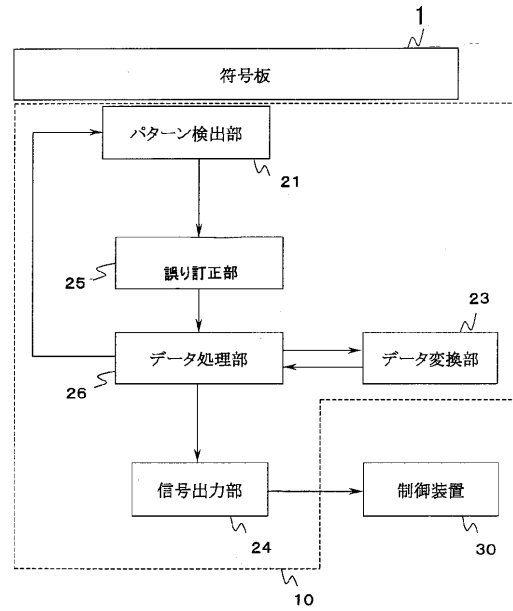 1
符号板
パターン検出部
21
誤り訂正部
25
23
データ処理部
データ変換部
26
信号出力部
制御装置
24
30
10